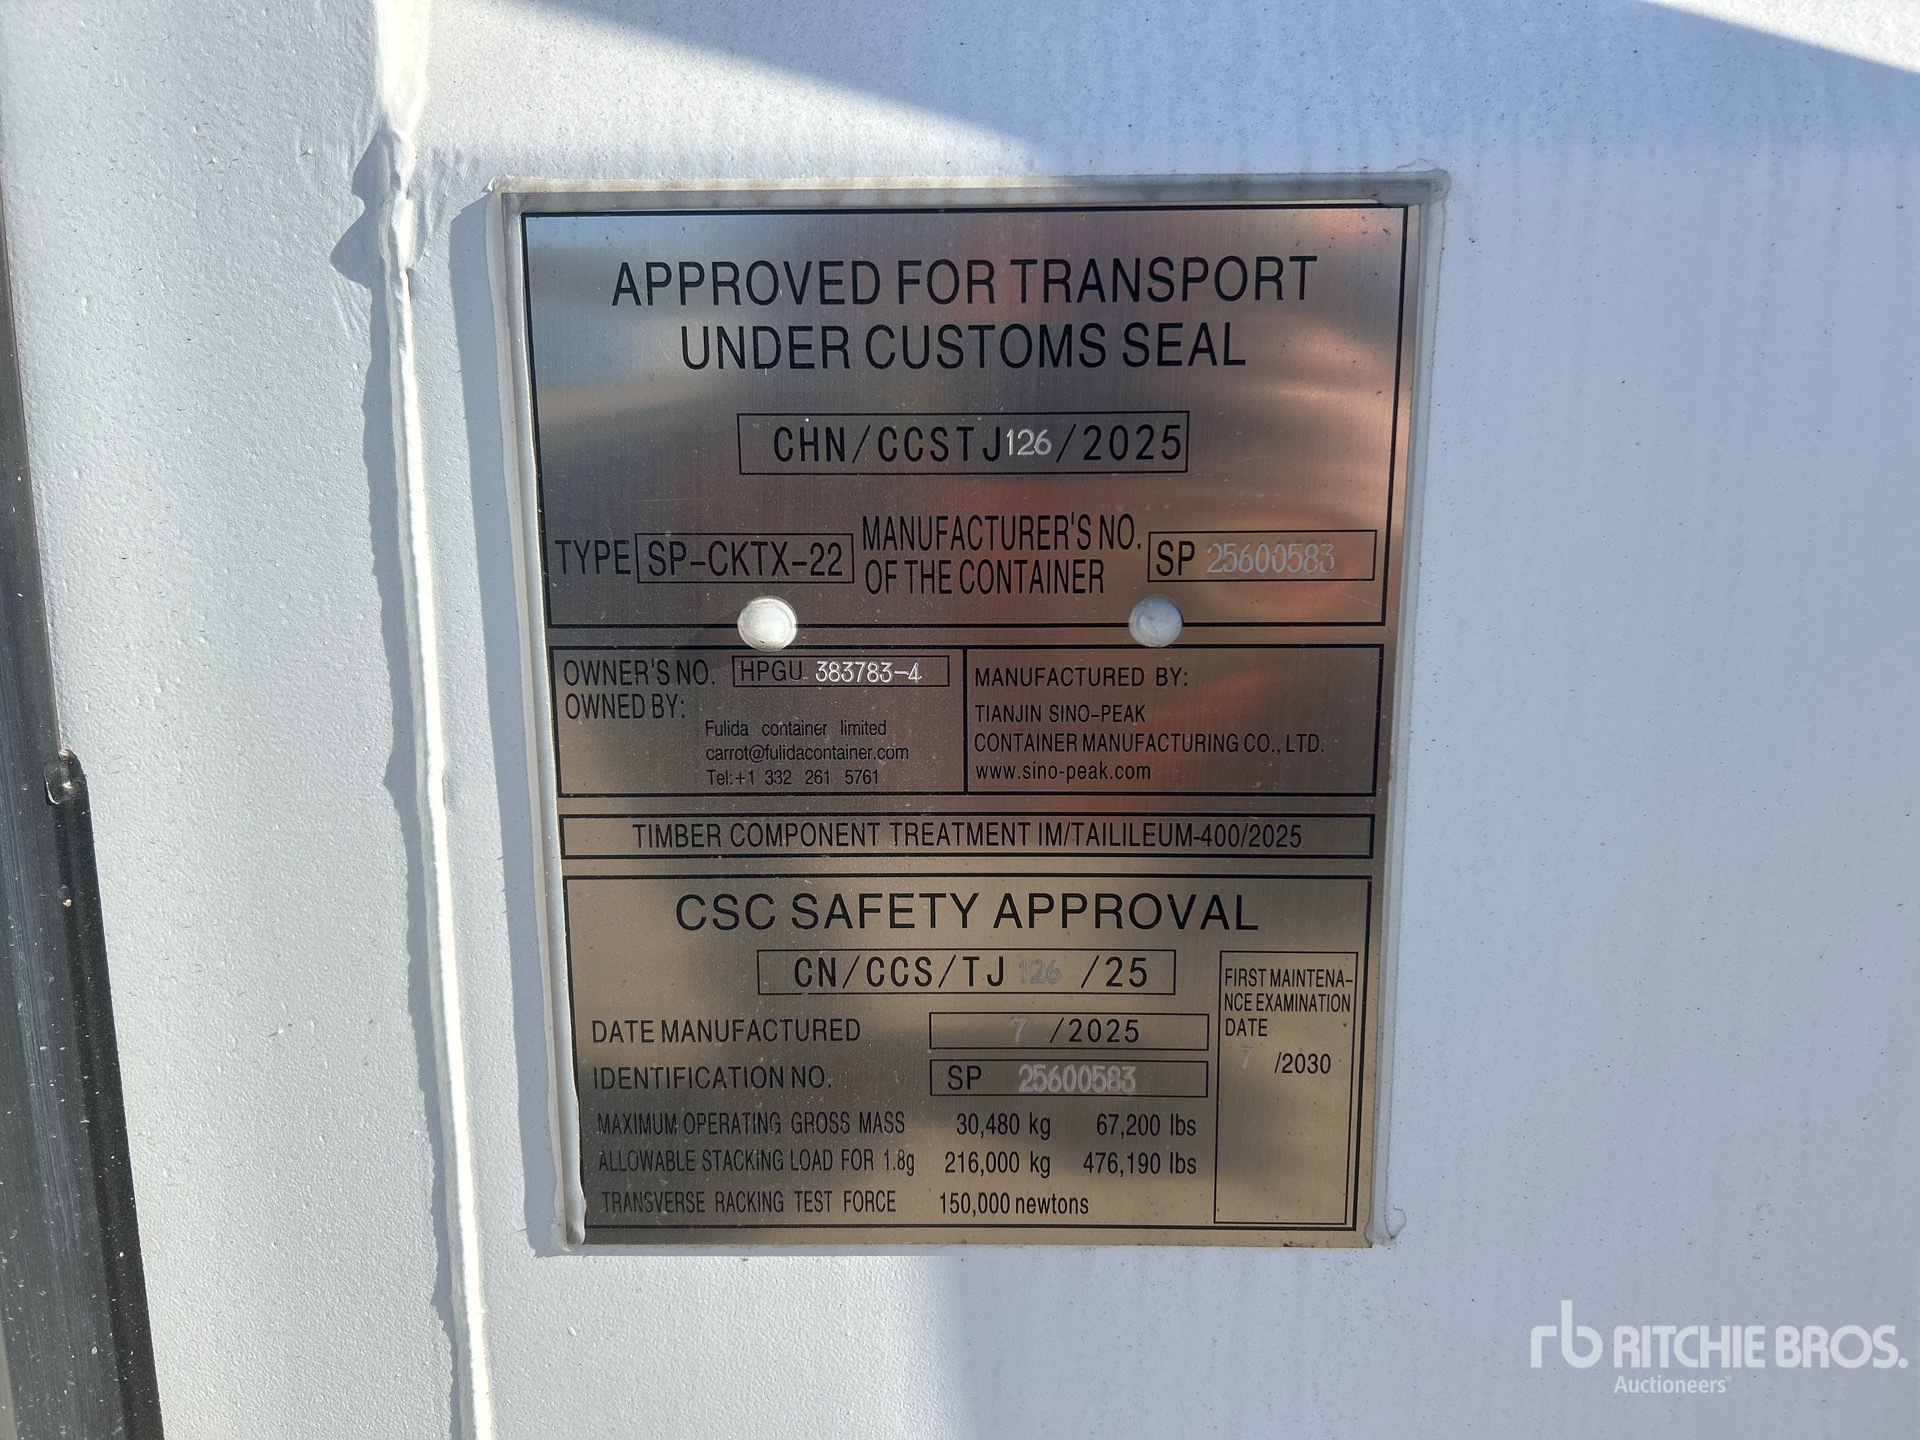 APPROVED FOR TRANSPORT
UNDER CUSTOMS SEAL
CHN/CCSTJ126/2025
TYPE SP-CKTX-22 MANUFACTURER'S NO. OF THE CONTAINER SP 25600583
OWNER'S NO. HPGU 383783-4
OWNED BY:
Fulida container limited
carrot@fulidacontainer.com
Tel:+1 332 261 5761
MANUFACTURED BY:
TIANJIN SINO-PEAK
CONTAINER MANUFACTURING CO., LTD.
www.sino-peak.com
TIMBER COMPONENT TREATMENT IM/TAILILEUM-400/2025
CSC SAFETY APPROVAL
CN/CCS/TJ 126 /25
DATE MANUFACTURED 7 /2025
IDENTIFICATION NO. SP 25600583
MAXIMUM OPERATING GROSS MASS 30,480 kg 67,200 lbs
ALLOWABLE STACKING LOAD FOR 1.8g 216,000 kg 476,190 lbs
TRANSVERSE RACKING TEST FORCE 150,000 newtons
FIRST MAINTENA-
NCE EXAMINATION
DATE
7 /2030
rb RITCHIE BROS.
Auctioneers